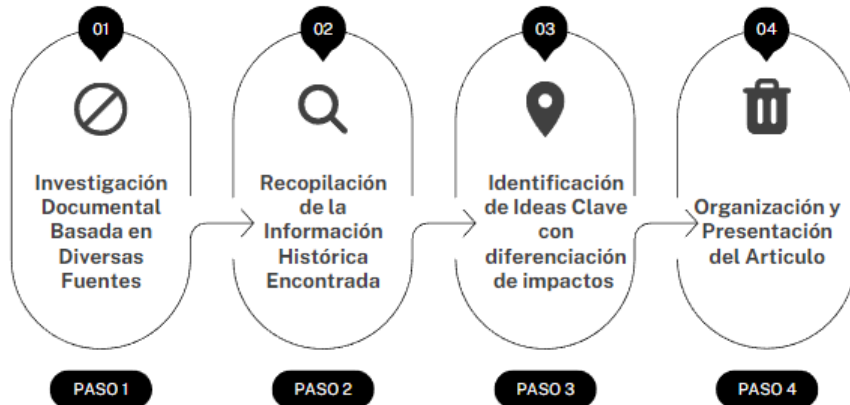 01
Investigación
Documental
Basada en
Diversas
Fuentes
PASO 1
02
Recopilación
de la
Información
Histórica
Encontrada
PASO 2
03
Identificación
de Ideas Clave
con
diferenciación
de impactos
PASO 3
04
Organización y
Presentación
del Articulo
PASO 4